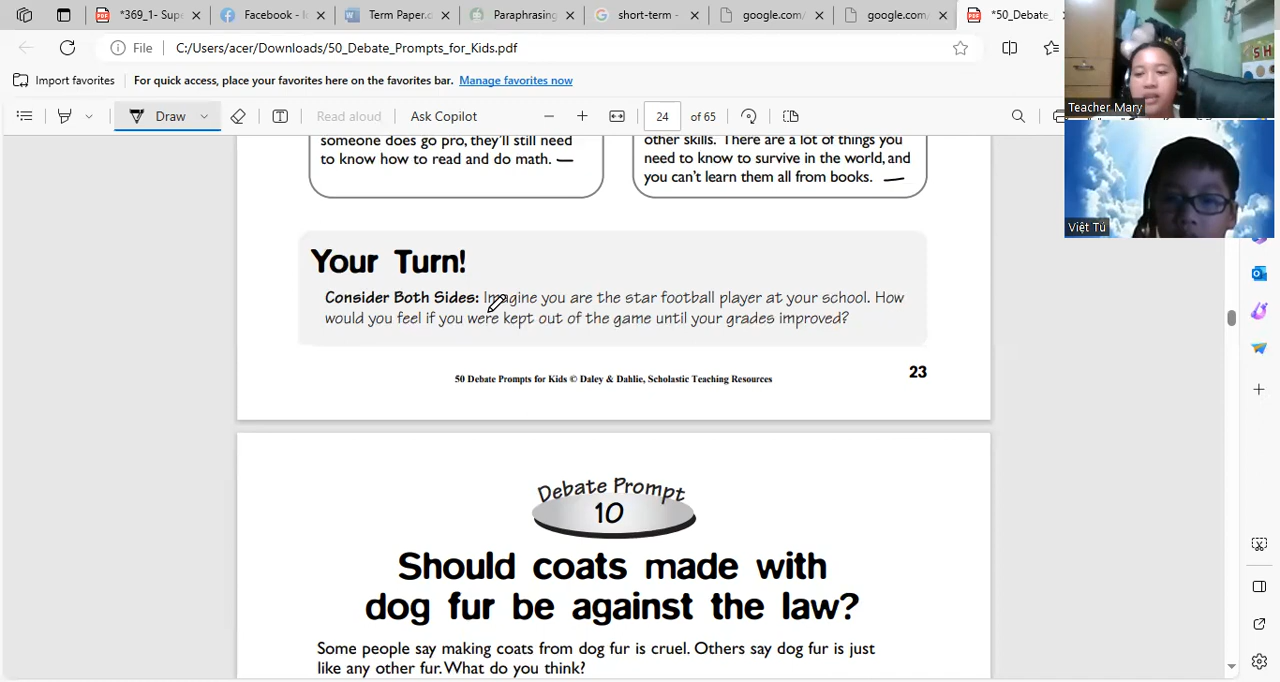 *369_1- Sup
Facebook - l
Term Paper.c
Paraphrasing
short-term -
google.com/
google.com/
*50_Debate_
File
C:/Users/acer/Downloads/50_Debate_Prompts_for_Kids.pdf
Import favorites
For quick access, place your favorites here on the favorites bar. Manage favorites now
Draw
Read aloud
Ask Copilot
24 of 65
Teacher Mary
Việt Tú
someone does go pro, they'll still need
to know how to read and do math.
other skills. There are a lot of things you
need to know to survive in the world, and
you can't learn them all from books.
Your Turn!
Consider Both Sides: Imagine you are the star football player at your school. How
would you feel if you were kept out of the game until your grades improved?
50 Debate Prompts for Kids © Daley & Dahlie, Scholastic Teaching Resources
23
Debate Prompt
10
Should coats made with
dog fur be against the law?
Some people say making coats from dog fur is cruel. Others say dog fur is just
like any other fur. What do you think?